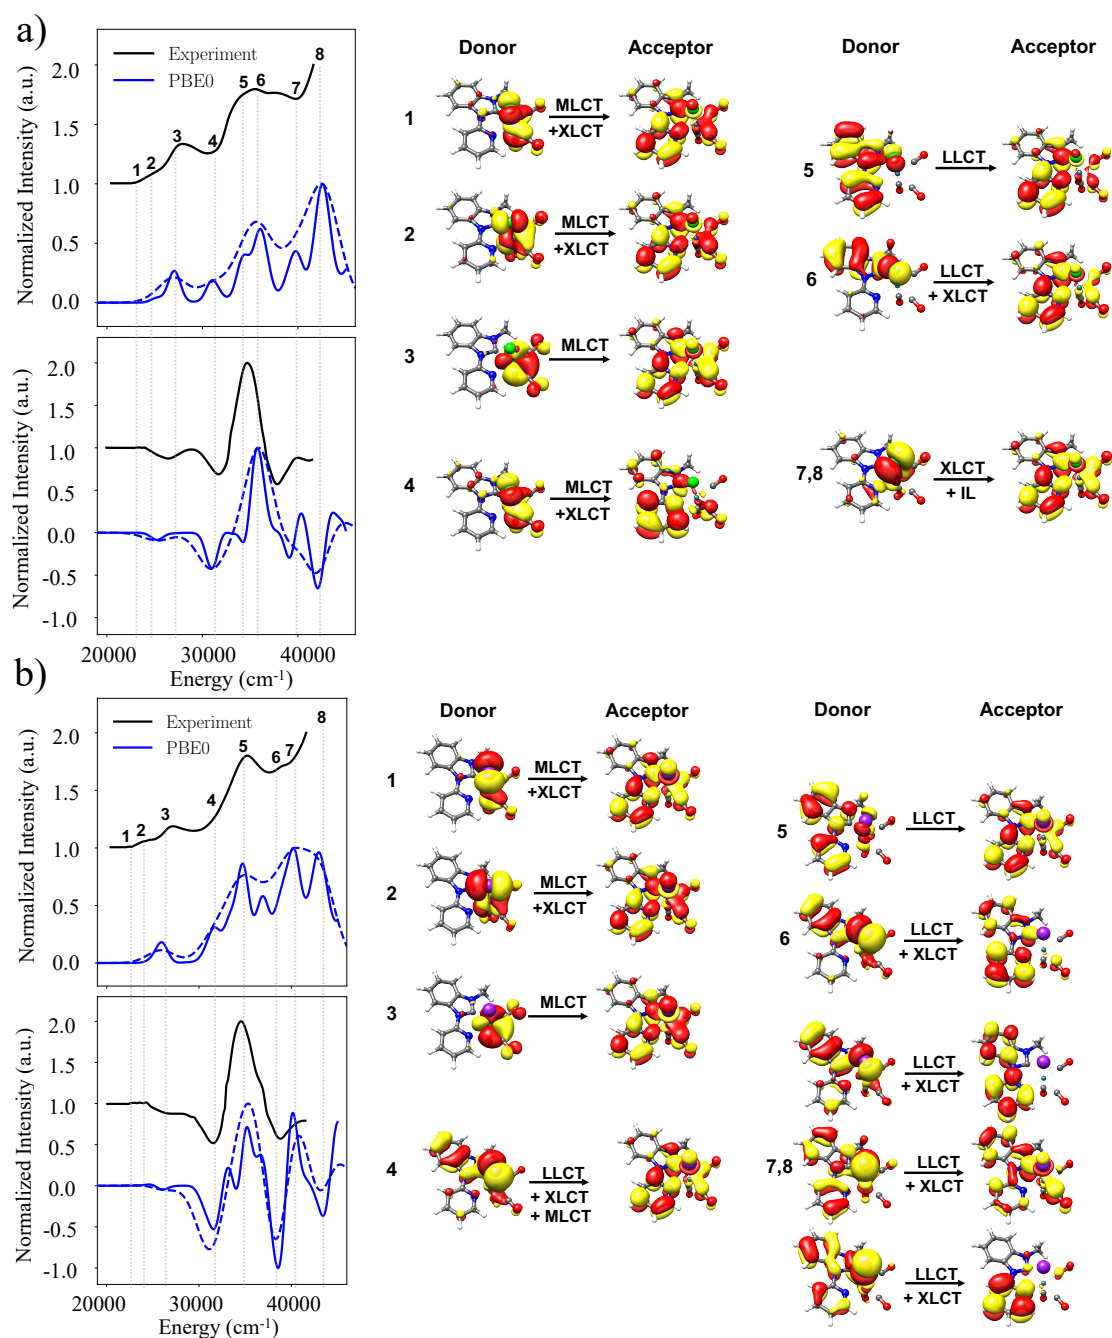 a)
Experiment
PBE0
2.0
1.5
1.0
0.5
0.0
Normalized Intensity (a.u.)
1
2
3
4
5
6
7
8
2.0
1.5
1.0
0.5
0.0
-0.5
-1.0
Normalized Intensity (a.u.)
20000
30000
40000
Energy (cm-1)
Donor
Acceptor
1
MLCT
+XLCT
2
MLCT
+XLCT
3
MLCT
4
MLCT
+XLCT
Donor
Acceptor
5
LLCT
6
LLCT
+ XLCT
7,8
XLCT
+ IL
b)
Experiment
PBE0
2.0
1.5
1.0
0.5
0.0
Normalized Intensity (a.u.)
1
2
3
4
5
6
7
8
2.0
1.5
1.0
0.5
0.0
-0.5
-1.0
Normalized Intensity (a.u.)
20000
30000
40000
Energy (cm-1)
Donor
Acceptor
1
MLCT
+XLCT
2
MLCT
+XLCT
3
MLCT
4
LLCT
+ XLCT
+ MLCT
Donor
Acceptor
5
LLCT
6
LLCT
+ XLCT
LLCT
+ XLCT
7,8
LLCT
+ XLCT
LLCT
+ XLCT